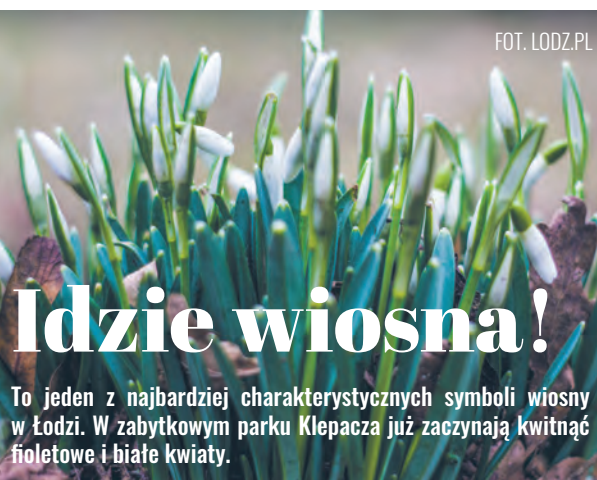 FOT. LODZ.PL
Idzie wiosna!
To jeden z najbardziej charakterystycznych symboli wiosny
w Łodzi. W zabytkowym parku Klepacza już zaczynają kwitnąć
fioletowe i białe kwiaty.